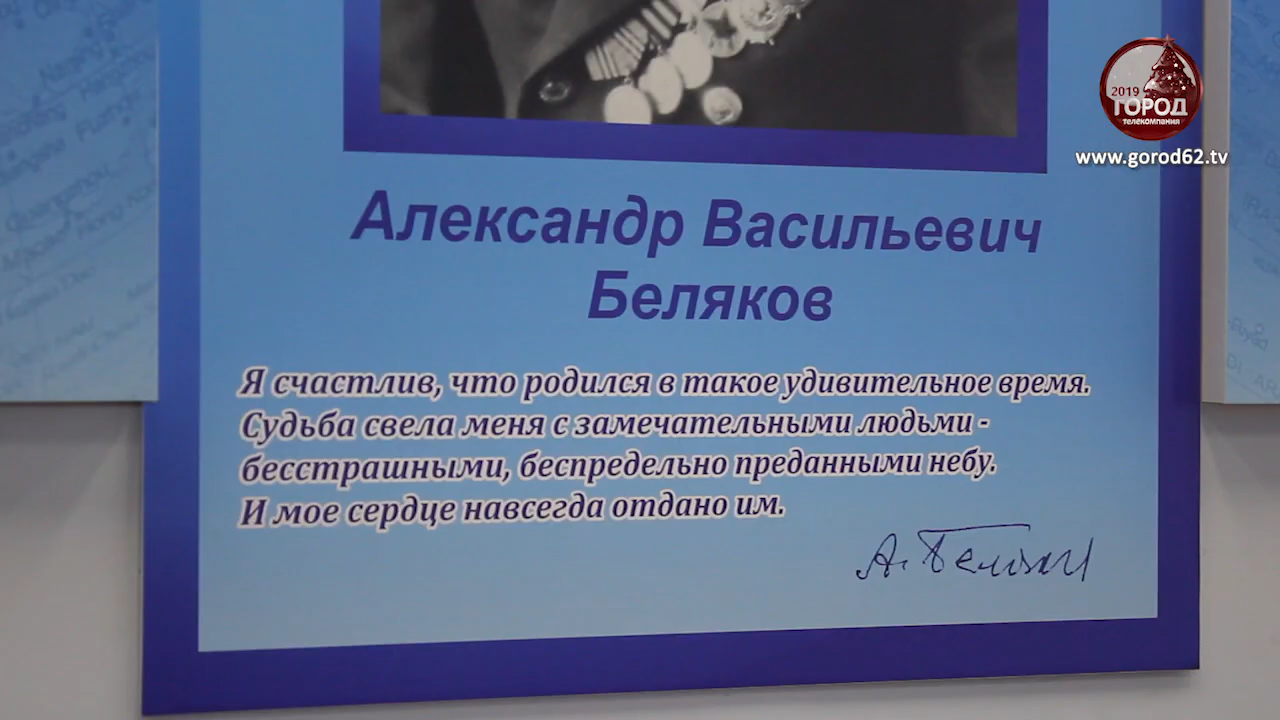 2019
ГОРОД
телекомпания
www.gorod62.tv
Александр Васильевич
Беляков
Я счастлив, что родился в такое удивительное время.
Судьба свела меня с замечательными людьми -
бесстрашными, беспредельно преданными небу.
И мое сердце навсегда отдано им.